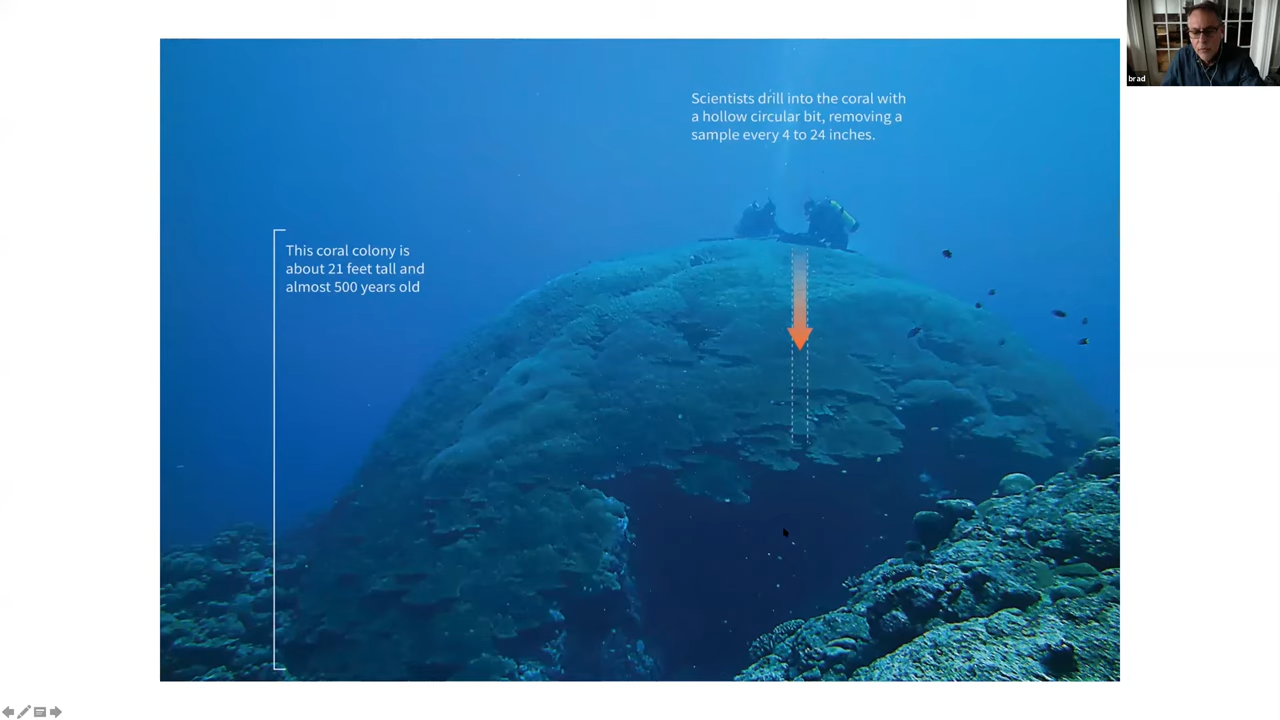 brad
Scientists drill into the coral with
a hollow circular bit, removing a
sample every 4 to 24 inches.
This coral colony is
about 21 feet tall and
almost 500 years old